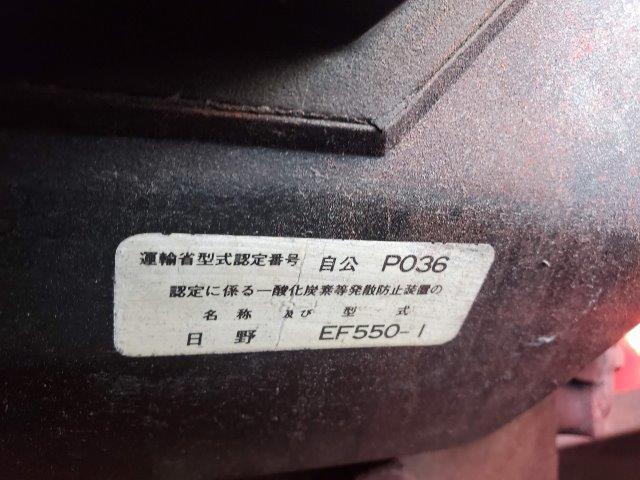 運輸省型式認定番号 自公 P036
認定に係る一酸化炭素等発散防止装置の
名称 及び 型式
日野 EF550-1